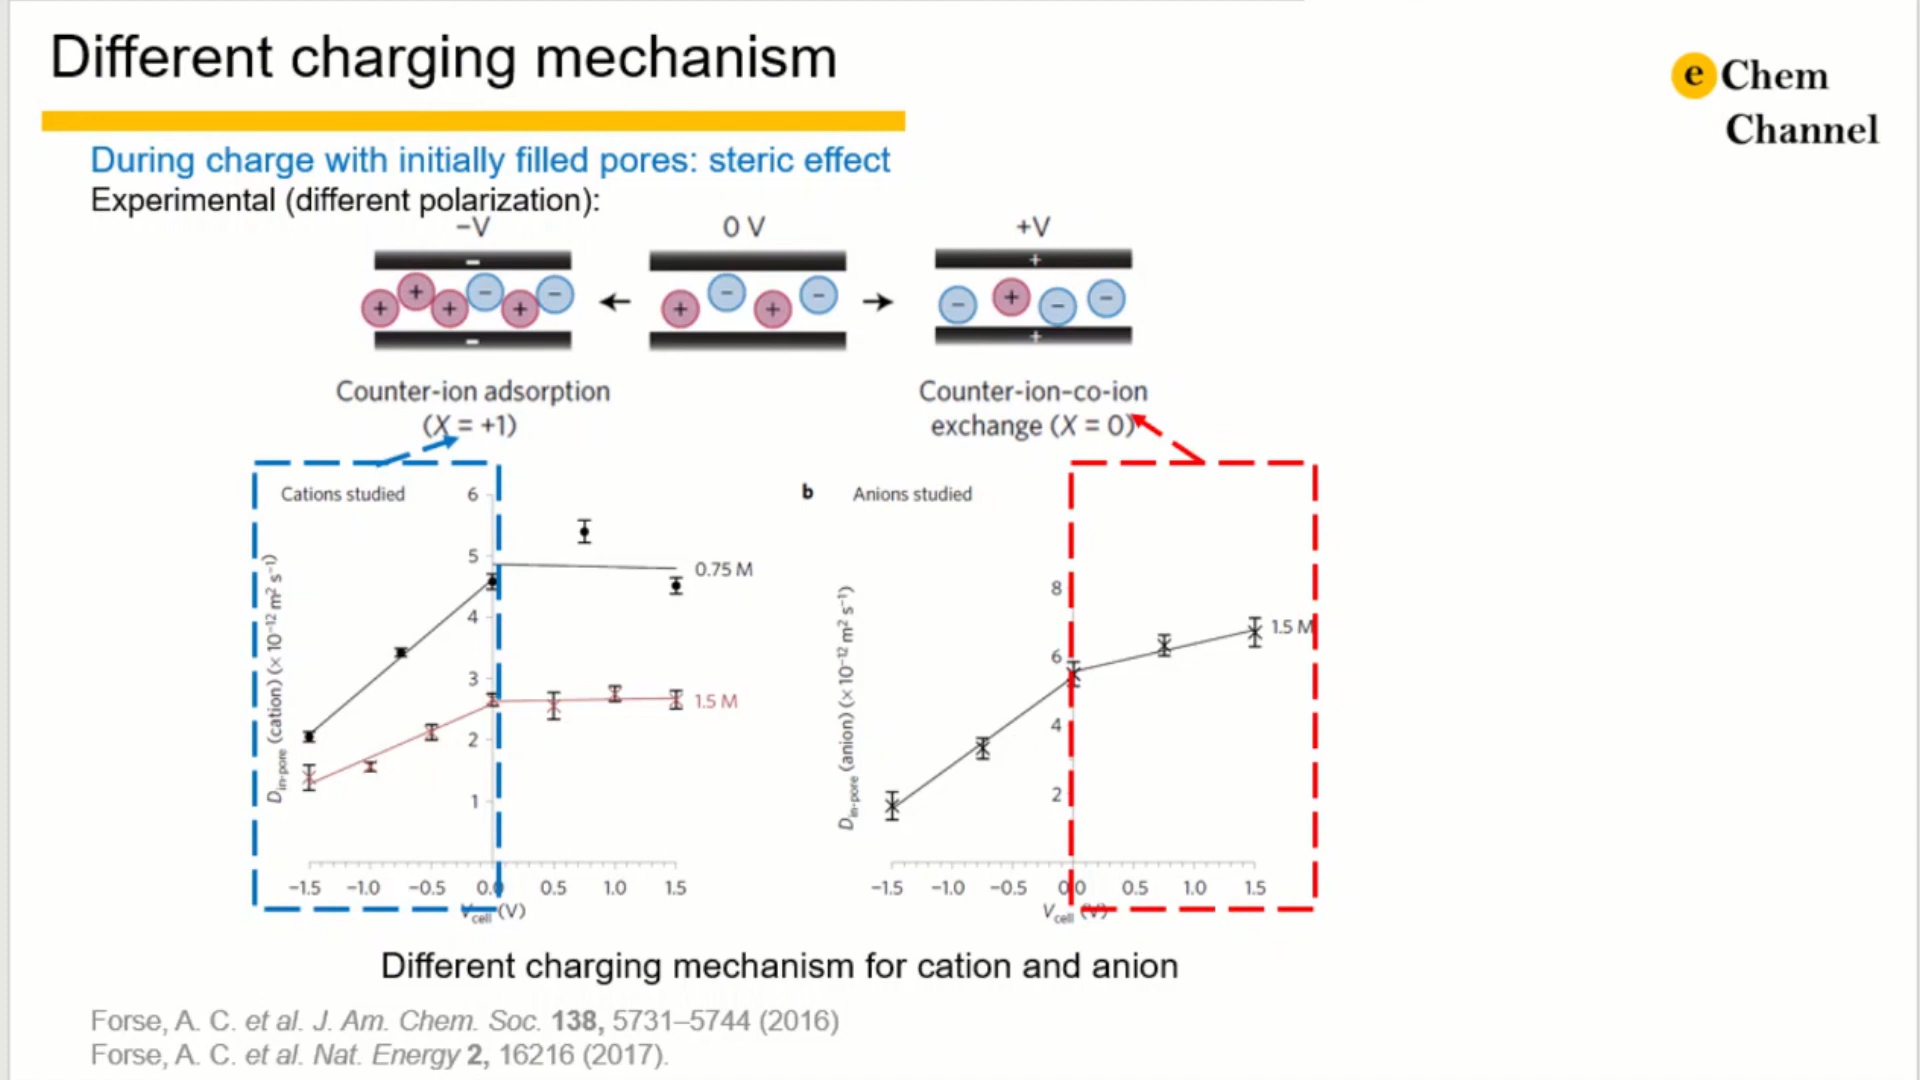 Different charging mechanism
e Chem
Channel
During charge with initially filled pores: steric effect
Experimental (different polarization):
−V
0 V
+V
−
+
+ + + − + −
+ − + −
− + − −
−
+
Counter-ion adsorption
(X = +1)
Counter-ion–co-ion
exchange (X = 0)
Cations studied
6
5
4
3
2
1
0.75 M
1.5 M
D in-pore (cation) (× 10⁻¹² m² s⁻¹)
−1.5 −1.0 −0.5 0.0 0.5 1.0 1.5
V cell (V)
b Anions studied
8
6
4
2
1.5 M
D in-pore (anion) (× 10⁻¹² m² s⁻¹)
−1.5 −1.0 −0.5 0.0 0.5 1.0 1.5
V cell (V)
Different charging mechanism for cation and anion
Forse, A. C. et al. J. Am. Chem. Soc. 138, 5731–5744 (2016)
Forse, A. C. et al. Nat. Energy 2, 16216 (2017).